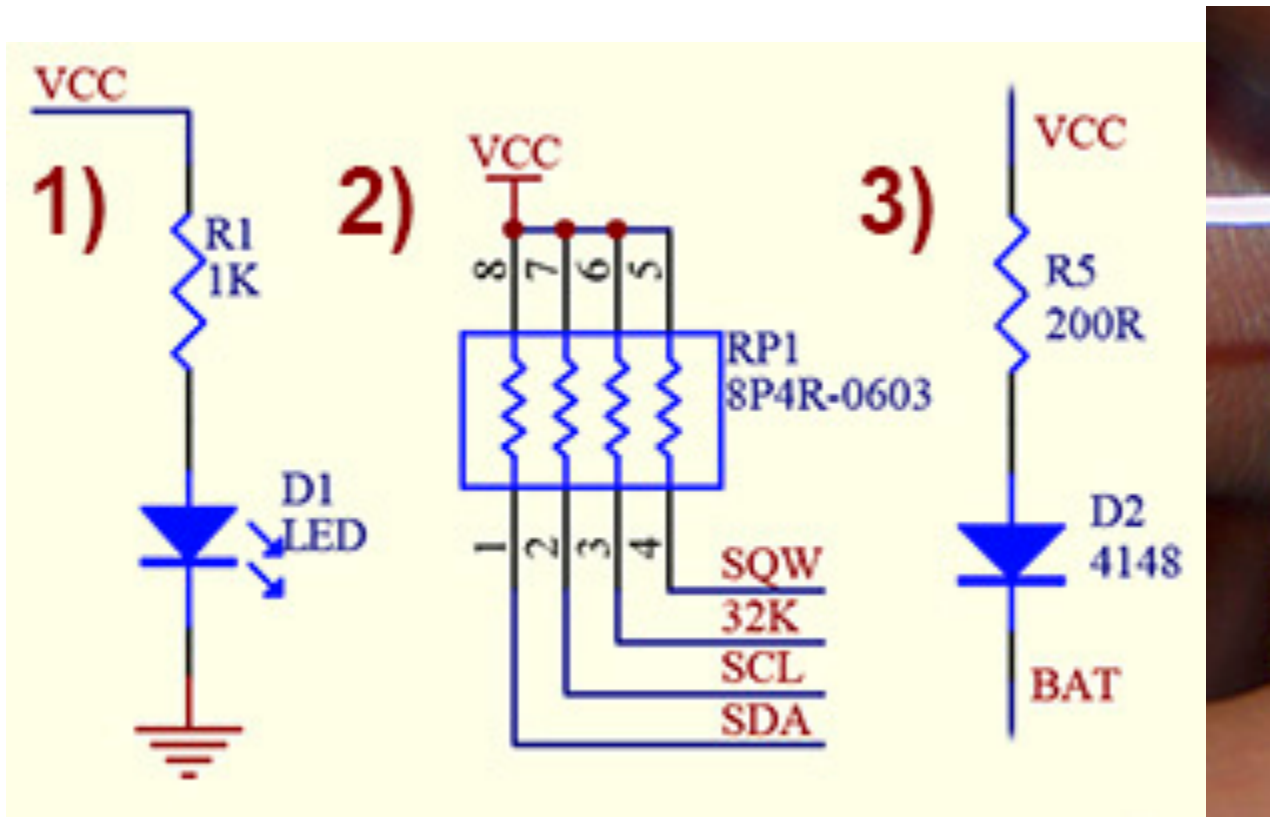 1)
VCC
R1
1K
D1
LED
2)
VCC
8 7 6 5
RP1
8P4R-0603
1 2 3 4
SQW
32K
SCL
SDA
3)
VCC
R5
200R
D2
4148
BAT